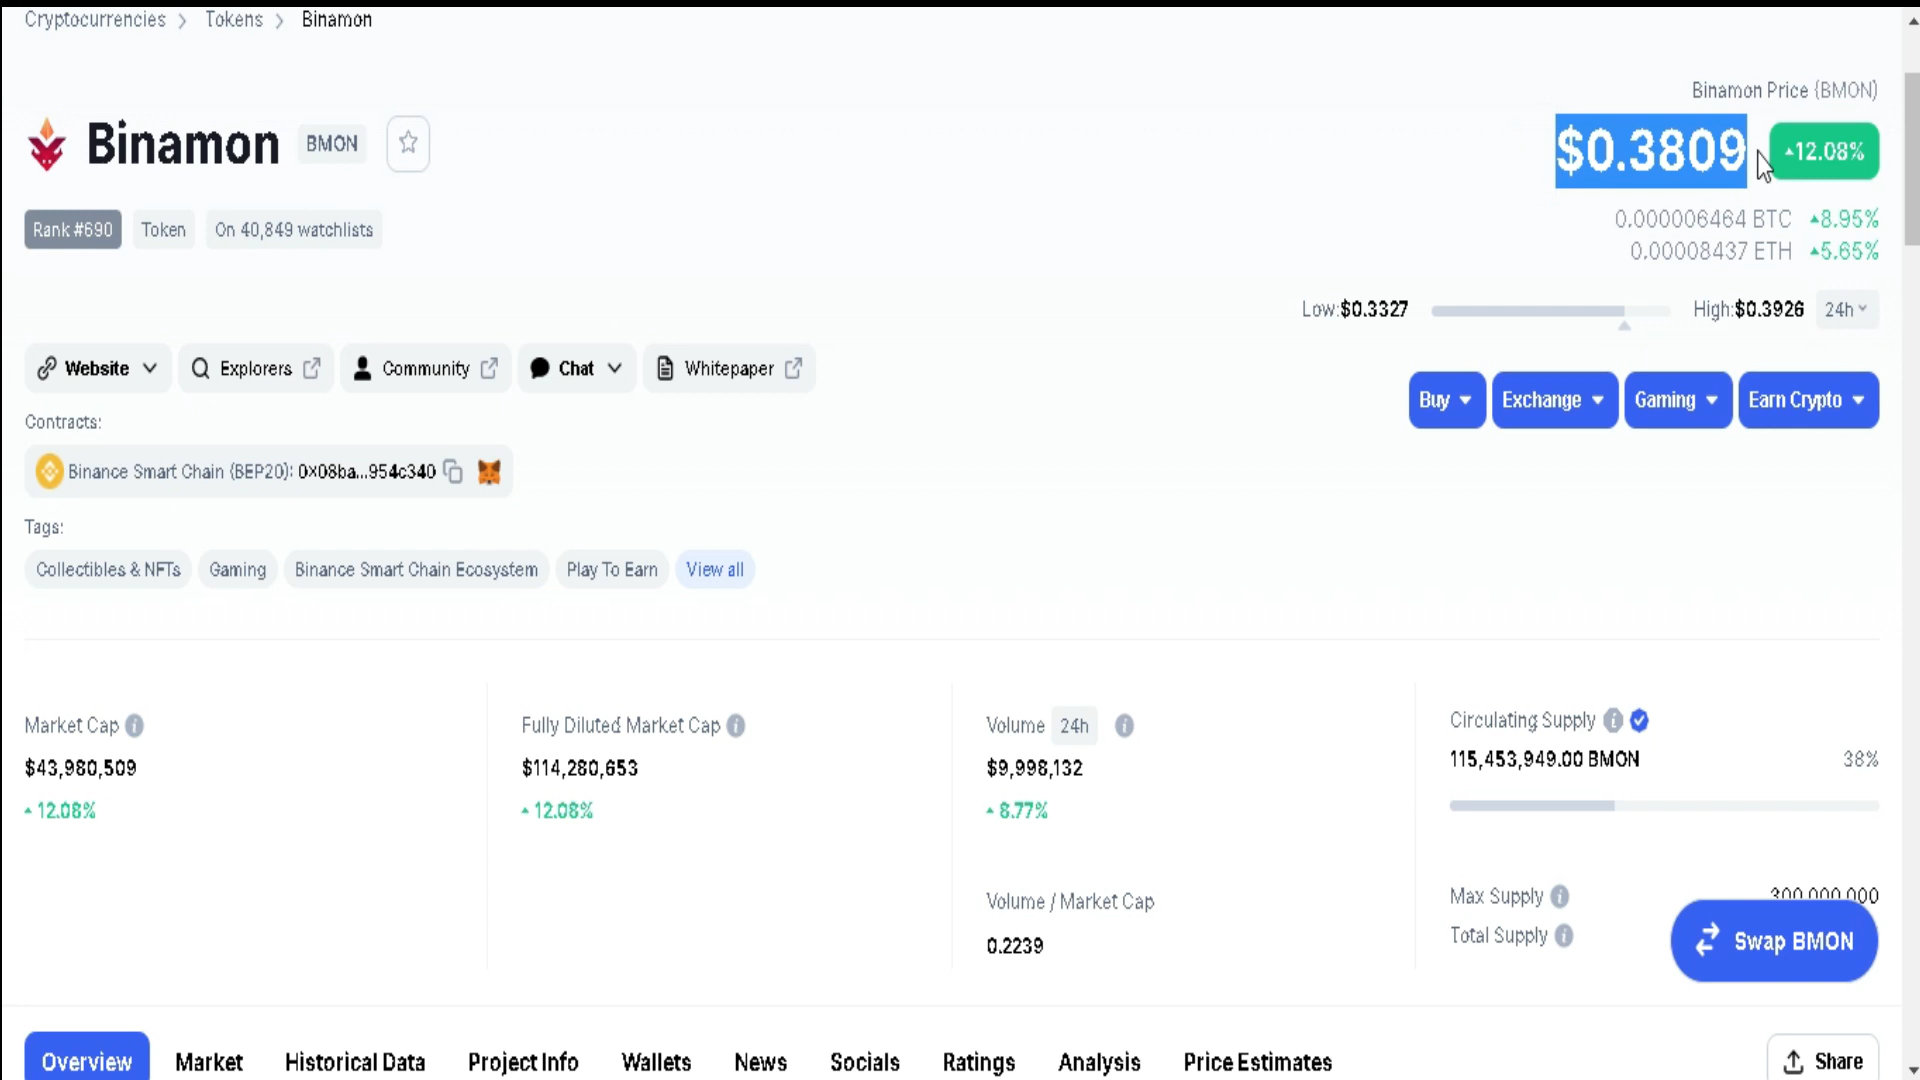 Cryptocurrencies > Tokens > Binamon
Binamon Price (BMON)
Binamon BMON
$0.3809 12.08%
Rank #690 Token On 40,849 watchlists
0.000006464 BTC 8.95%
0.00008437 ETH 5.65%
Low:$0.3327 High:$0.3926 24h
Website Explorers Community Chat Whitepaper
Buy Exchange Gaming Earn Crypto
Contracts:
Binance Smart Chain (BEP20): 0x08ba...954c340
Tags:
Collectibles & NFTs Gaming Binance Smart Chain Ecosystem Play To Earn View all
Market Cap
$43,980,509
12.08%
Fully Diluted Market Cap
$114,280,653
12.08%
Volume 24h
$9,998,132
8.77%
Volume / Market Cap
0.2239
Circulating Supply
115,453,949.00 BMON 38%
Max Supply 300,000,000
Total Supply
Swap BMON
Overview Market Historical Data Project Info Wallets News Socials Ratings Analysis Price Estimates Share